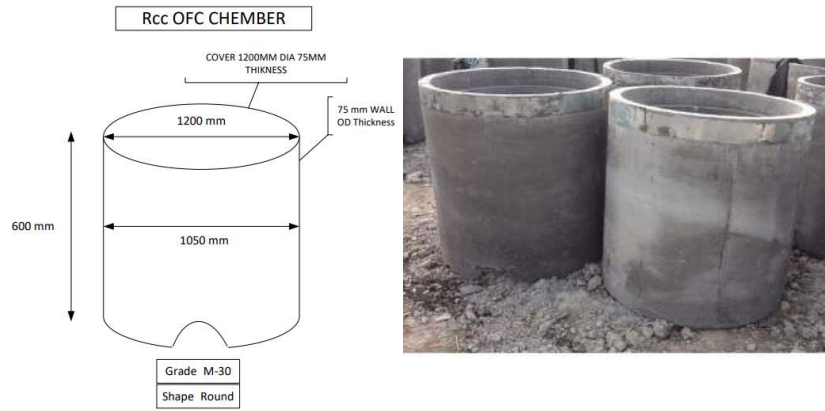 Rcc OFC CHEMBER
COVER 1200MM DIA 75MM
THIKNESS
75 mm WALL
OD Thickness
1200 mm
600 mm
1050 mm
Grade M-30
Shape Round